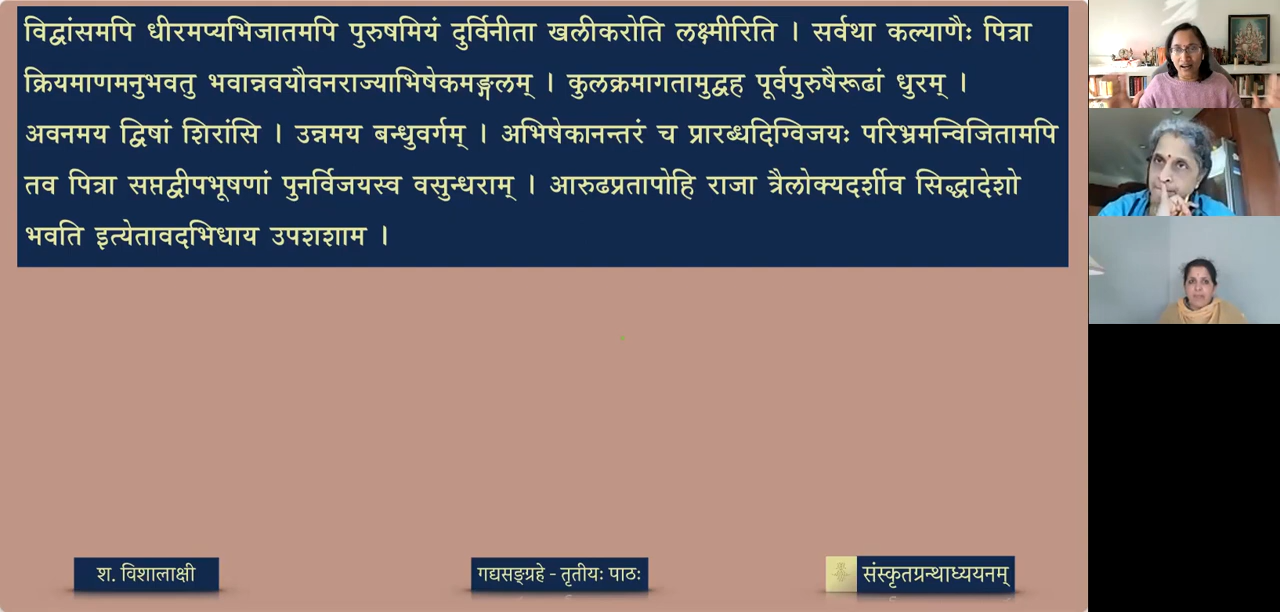 विद्वांसमपि धीरमप्यभिजातमपि पुरुषमियं दुर्विनीता खलीकरोति लक्ष्मीरिति । सर्वथा कल्याणैः पित्रा
क्रियमाणमनुभवतु भवान्नवयौवनराज्याभिषेकमङ्गलम् । कुलक्रमागतामुद्वह पूर्वपुरुषैरूढां धुरम् ।
अवनमय द्विषां शिरांसि । उन्नमय बन्धुवर्गम् । अभिषेकानन्तरं च प्रारब्धदिग्विजयः परिभ्रमन्विजितामपि
तव पित्रा सप्तद्वीपभूषणां पुनर्विजयस्व वसुन्धराम् । आरुढप्रतापोहि राजा त्रैलोक्यदर्शीव सिद्धादेशो
भवति इत्येतावदभिधाय उपशशाम ।
श. विशालाक्षी
गद्यसङ्ग्रहे - तृतीयः पाठः
संस्कृतग्रन्थाध्ययनम्